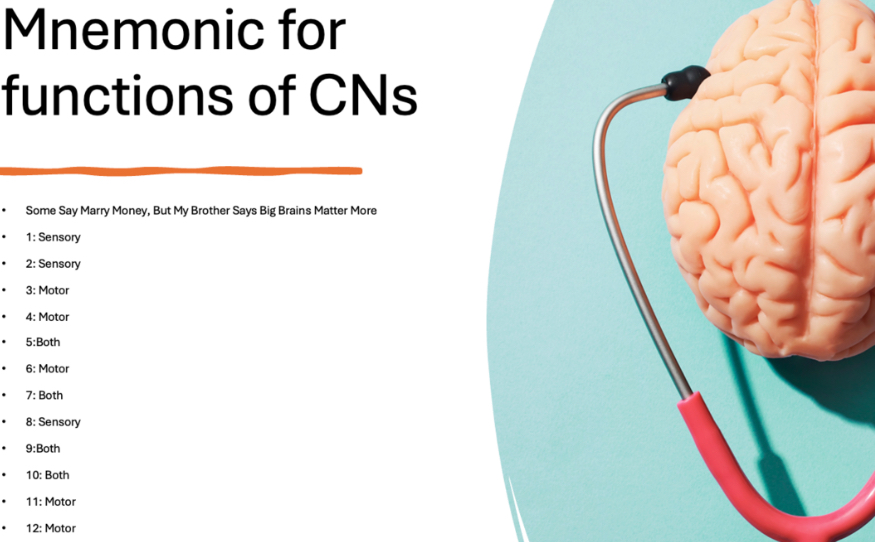 Mnemonic for
functions of CNs
• Some Say Marry Money, But My Brother Says Big Brains Matter More
• 1: Sensory
• 2: Sensory
• 3: Motor
• 4: Motor
• 5:Both
• 6: Motor
• 7: Both
• 8: Sensory
• 9:Both
• 10: Both
• 11: Motor
• 12: Motor